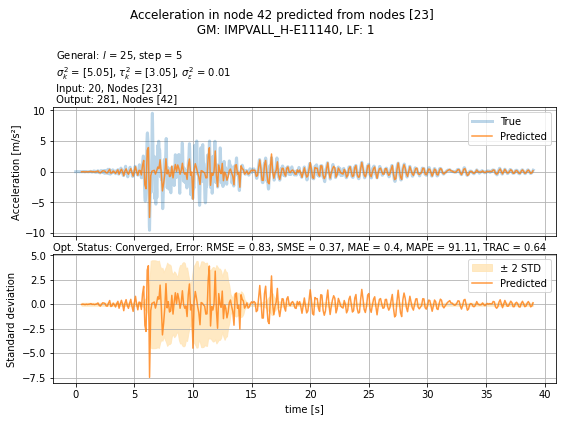 Acceleration in node 42 predicted from nodes [23]
GM: IMPVALL_H-E11140, LF: 1
General: l = 25, step = 5
σ²ₖ = [5.05], τ²ₖ = [3.05], σ²ε = 0.01
Input: 20, Nodes [23]
Output: 281, Nodes [42]
10
5
0
−5
−10
Acceleration [m/s²]
True
Predicted
Opt. Status: Converged, Error: RMSE = 0.83, SMSE = 0.37, MAE = 0.4, MAPE = 91.11, TRAC = 0.64
5.0
2.5
0.0
−2.5
−5.0
−7.5
Standard deviation
± 2 STD
Predicted
0 5 10 15 20 25 30 35 40
time [s]